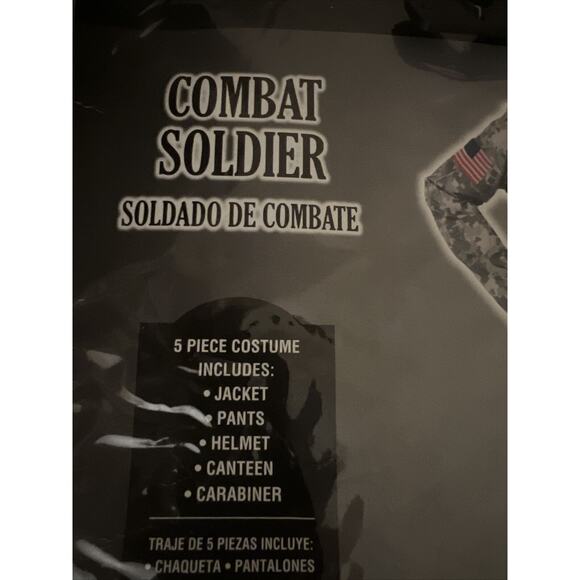 COMBAT
SOLDIER
SOLDADO DE COMBATE
5 PIECE COSTUME
INCLUDES:
• JACKET
• PANTS
• HELMET
• CANTEEN
• CARABINER
TRAJE DE 5 PIEZAS INCLUYE:
• CHAQUETA • PANTALONES